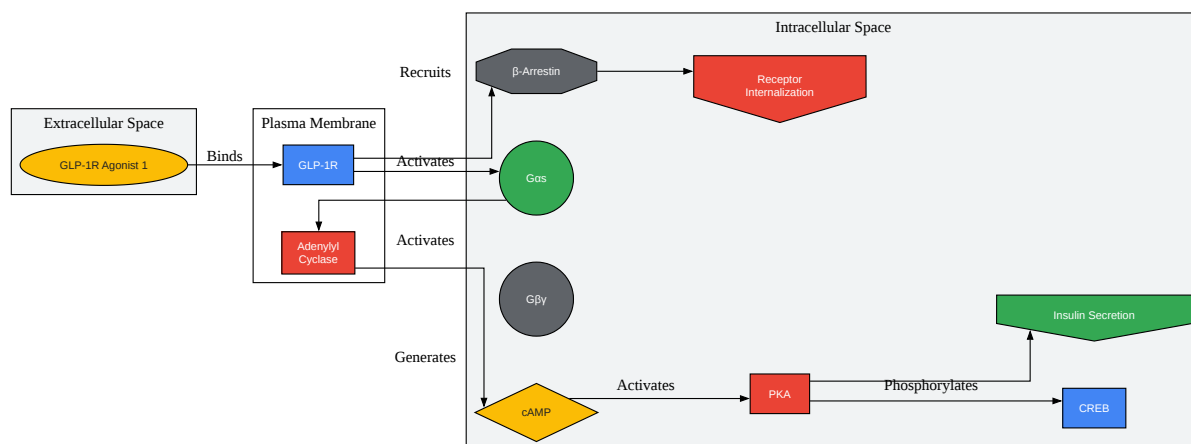 Intracellular Space
Recruits
β-Arrestin
Receptor
Internalization
Extracellular Space
Plasma Membrane
GLP-1R Agonist 1
Binds
GLP-1R
Activates
Gαs
Adenylyl
Cyclase
Activates
Gβγ
Insulin Secretion
Generates
cAMP
Activates
PKA
Phosphorylates
CREB